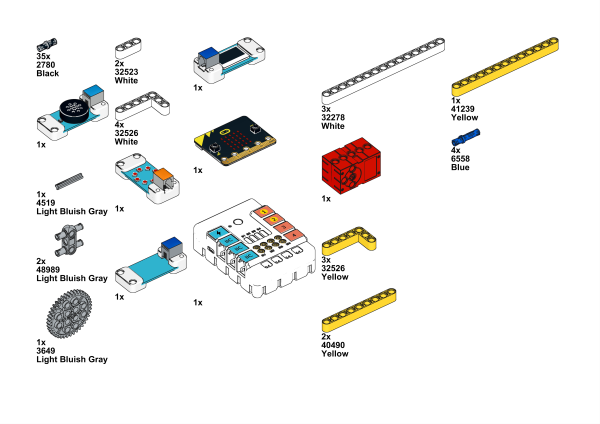 35x
2780
Black
1x
1x
4519
Light Bluish Gray
2x
48989
Light Bluish Gray
1x
3649
Light Bluish Gray
2x
32523
White
4x
32526
White
1x
1x
1x
1x
1x
3x
32278
White
1x
3x
32526
Yellow
2x
40490
Yellow
1x
41239
Yellow
4x
6558
Blue